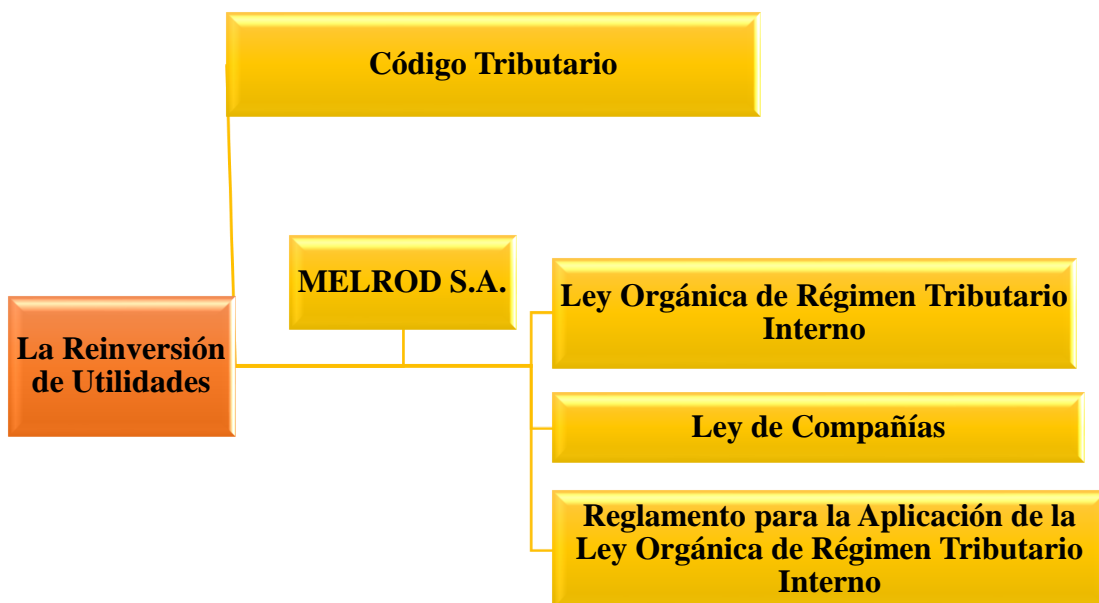 Código Tributario
MELROD S.A.
La Reinversión
de Utilidades
Ley Orgánica de Régimen Tributario
Interno
Ley de Compañías
Reglamento para la Aplicación de la
Ley Orgánica de Régimen Tributario
Interno